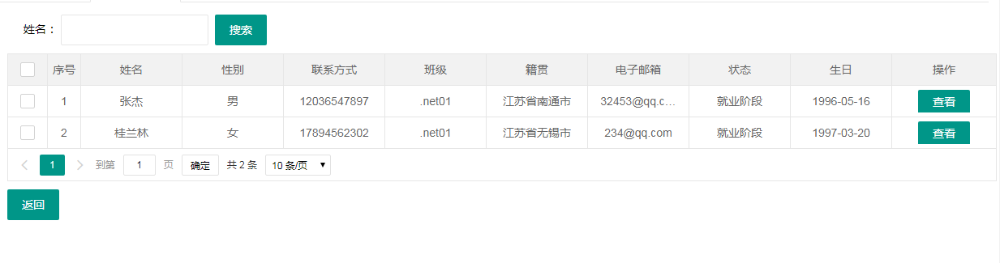 姓名： 搜索
序号 姓名 性别 联系方式 班级 籍贯 电子邮箱 状态 生日 操作
1 张杰 男 12036547897 .net01 江苏省南通市 32453@qq.c... 就业阶段 1996-05-16 查看
2 桂兰林 女 17894562302 .net01 江苏省无锡市 234@qq.com 就业阶段 1997-03-20 查看
1 到第 1 页 确定 共 2 条 10 条/页
返回